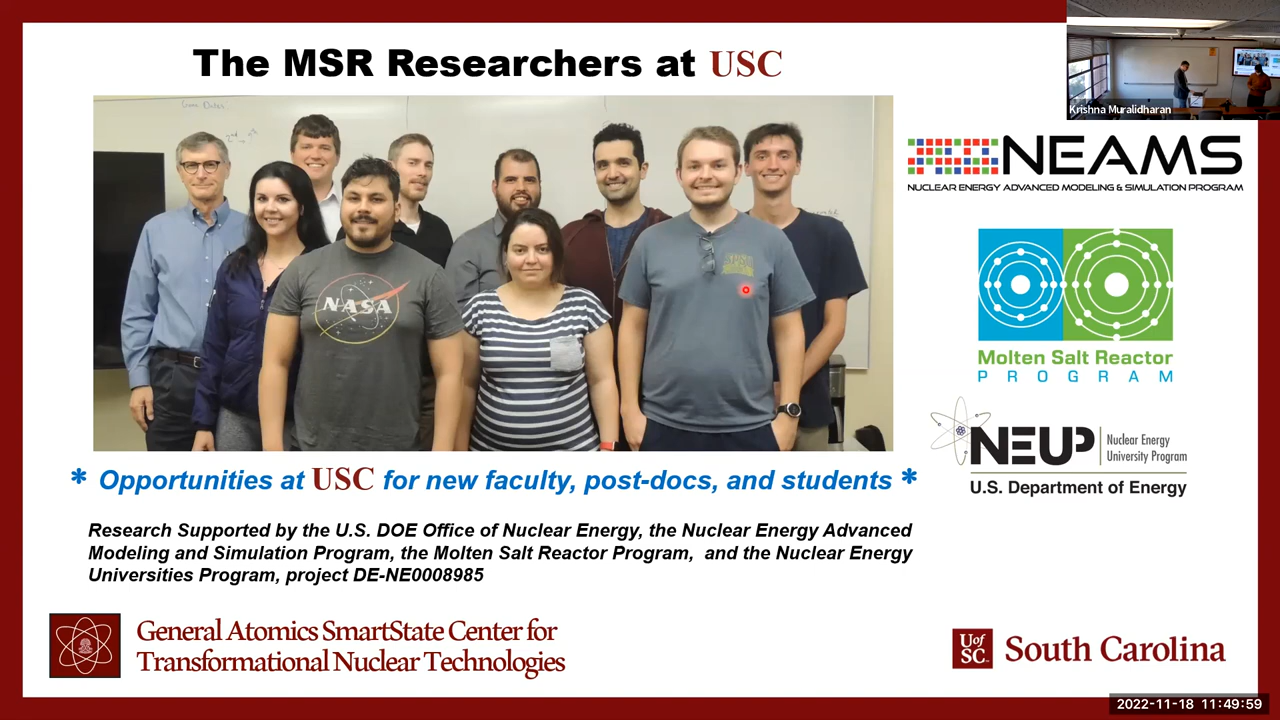 The MSR Researchers at USC
Krishna Muralidharan
NASA
NEAMS
NUCLEAR ENERGY ADVANCED MODELING & SIMULATION PROGRAM
Molten Salt Reactor
PROGRAM
NEUP
Nuclear Energy
University Program
U.S. Department of Energy
* Opportunities at USC for new faculty, post-docs, and students *
Research Supported by the U.S. DOE Office of Nuclear Energy, the Nuclear Energy Advanced
Modeling and Simulation Program, the Molten Salt Reactor Program, and the Nuclear Energy
Universities Program, project DE-NE0008985
General Atomics SmartState Center for
Transformational Nuclear Technologies
U of
SC
South Carolina
2022-11-18 11:49:59